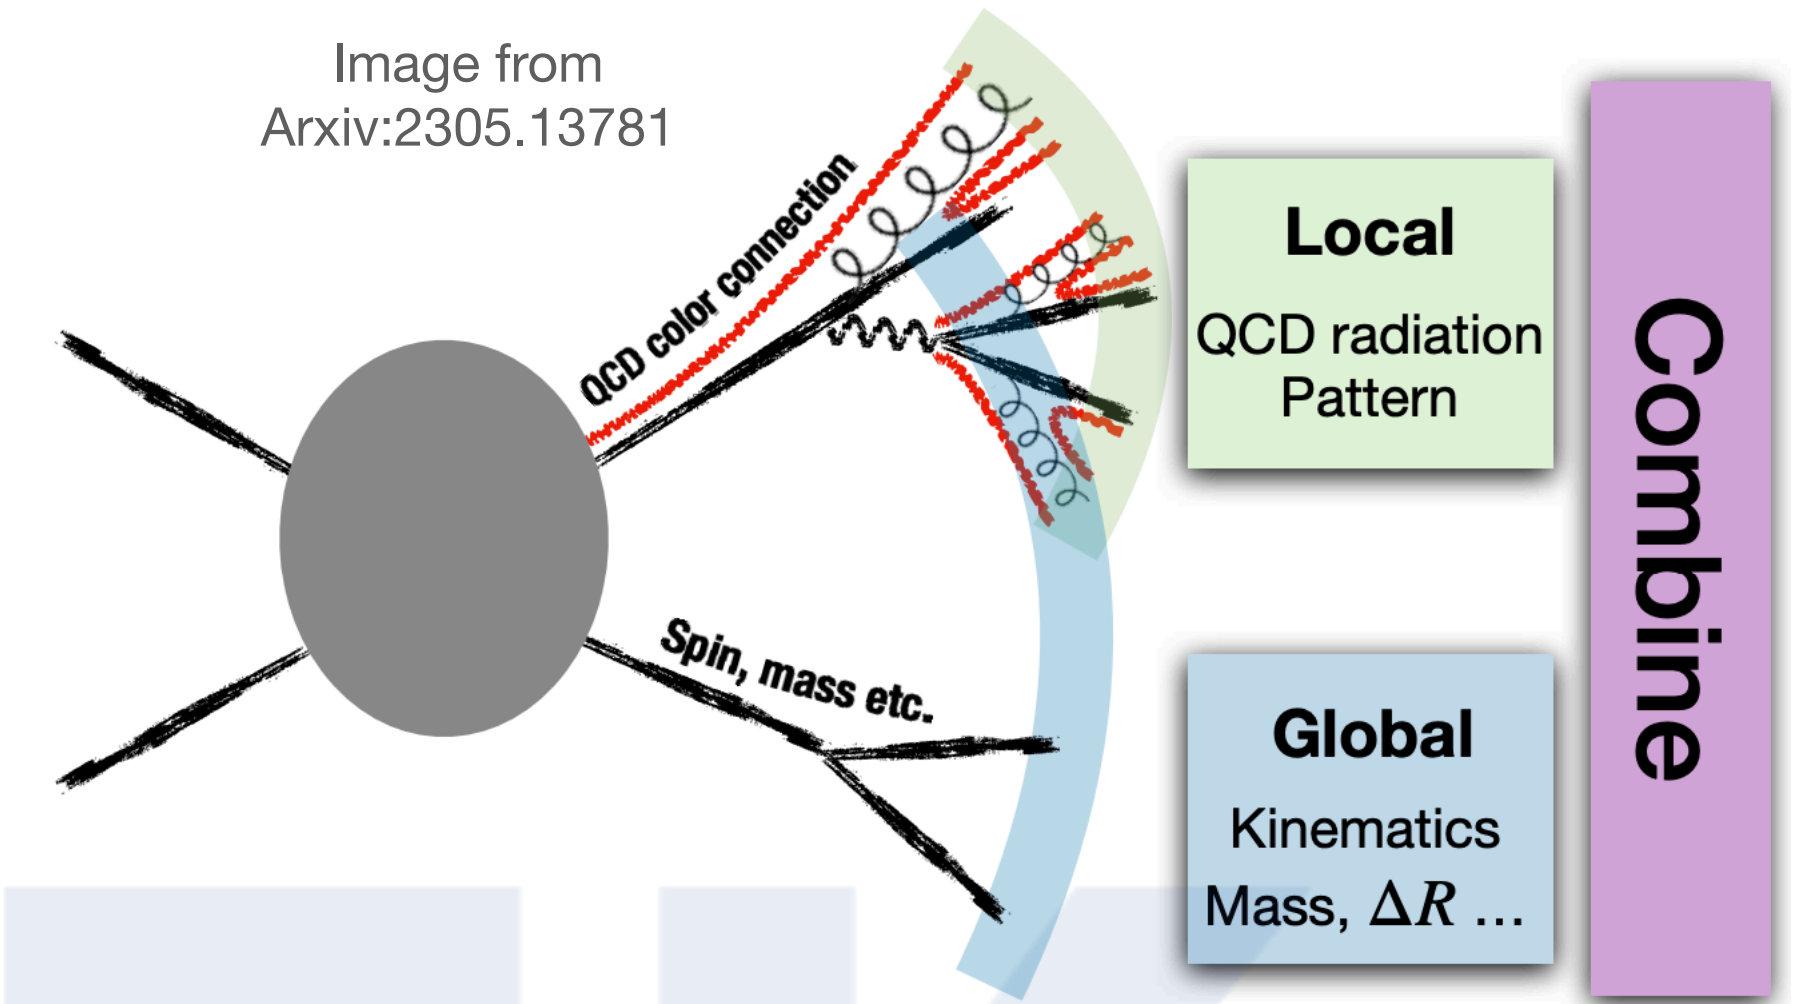 Image from
Arxiv:2305.13781
QCD color connection
Spin, mass etc.
Local
QCD radiation
Pattern
Global
Kinematics
Mass, ΔR ...
Combine